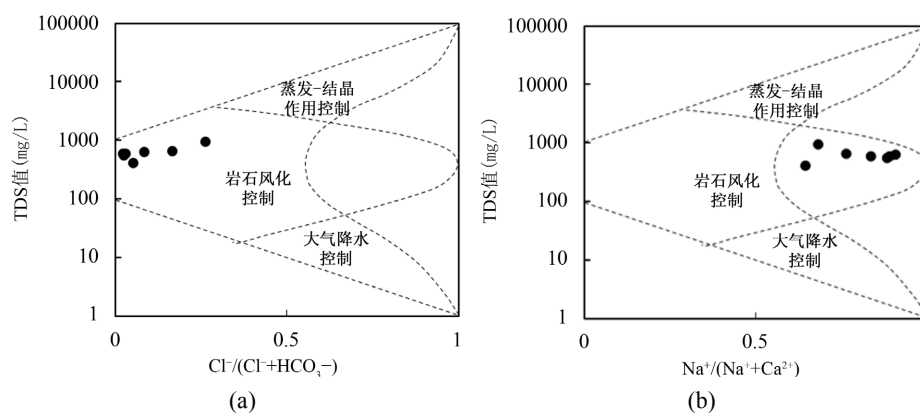 100000
10000
1000
100
10
1
TDS值(mg/L)
蒸发-结晶
作用控制
岩石风化
控制
大气降水
控制
0
0.5
1
Cl⁻/(Cl⁻+HCO₃⁻)
(a)
100000
10000
1000
100
10
1
TDS值(mg/L)
蒸发-结晶
作用控制
岩石风化
控制
大气降水
控制
0
0.5
Na⁺/(Na⁺+Ca²⁺)
(b)